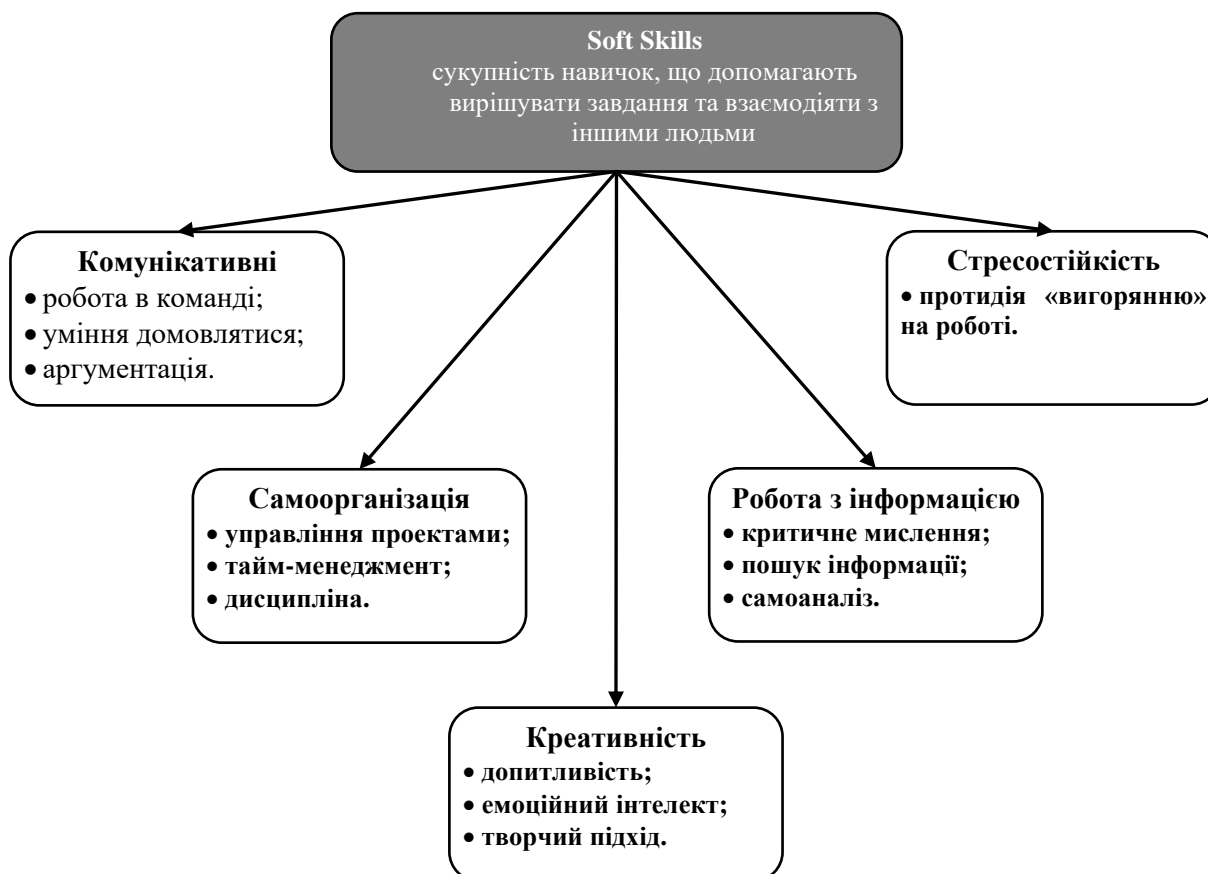 Soft Skills
сукупність навичок, що допомагають
вирішувати завдання та взаємодіяти з
іншими людьми
Комунікативні
• робота в команді;
• уміння домовлятися;
• аргументація.
Стресостійкість
• протидія «вигорянню»
на роботі.
Самоорганізація
• управління проектами;
• тайм-менеджмент;
• дисципліна.
Робота з інформацією
• критичне мислення;
• пошук інформації;
• самоаналіз.
Креативність
• допитливість;
• емоційний інтелект;
• творчий підхід.